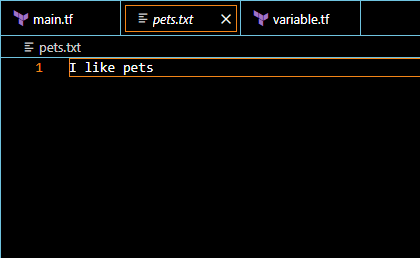 main.tf
pets.txt
variable.tf
pets.txt
1 I like pets